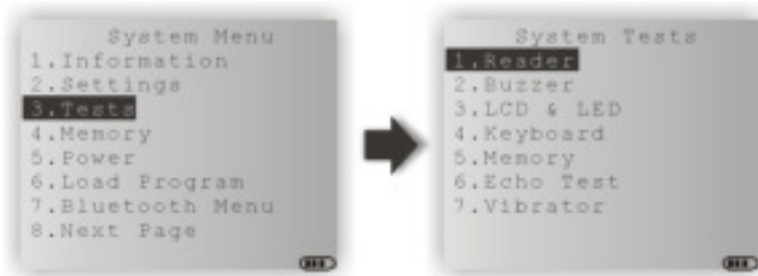 System Menu
1.Information
2.Settings
3.Tests
4.Memory
5.Power
6.Load Program
7.Bluetooth Menu
8.Next Page
System Tests
1.Reader
2.Buzzer
3.LCD & LED
4.Keyboard
5.Memory
6.Echo Test
7.Vibrator